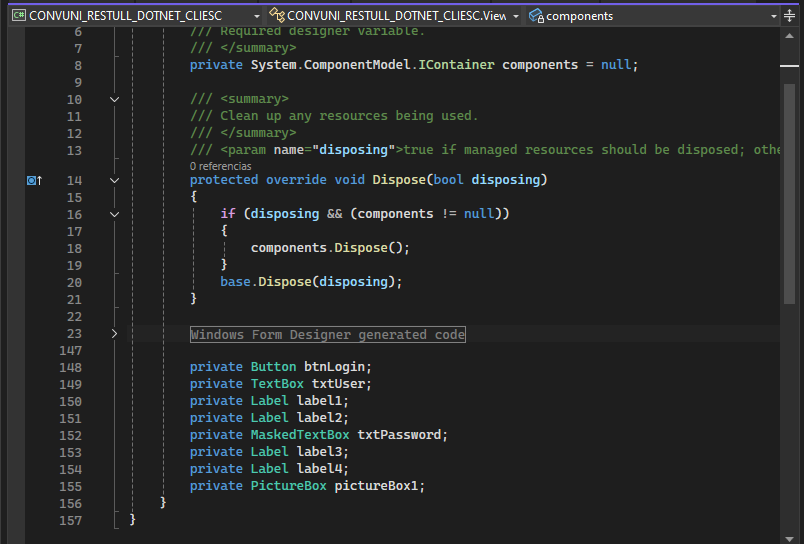 C# CONVUNI_RESTULL_DOTNET_CLIESC
CONVUNI_RESTULL_DOTNET_CLIESC.View
components
6 /// Required designer variable.
7 /// </summary>
8 private System.ComponentModel.IContainer components = null;
9
10 /// <summary>
11 /// Clean up any resources being used.
12 /// </summary>
13 /// <param name="disposing">true if managed resources should be disposed; othe
0 referencias
14 protected override void Dispose(bool disposing)
15 {
16 if (disposing && (components != null))
17 {
18 components.Dispose();
19 }
20 base.Dispose(disposing);
21 }
22
23 Windows Form Designer generated code
147
148 private Button btnLogin;
149 private TextBox txtUser;
150 private Label label1;
151 private Label label2;
152 private MaskedTextBox txtPassword;
153 private Label label3;
154 private Label label4;
155 private PictureBox pictureBox1;
156 }
157 }